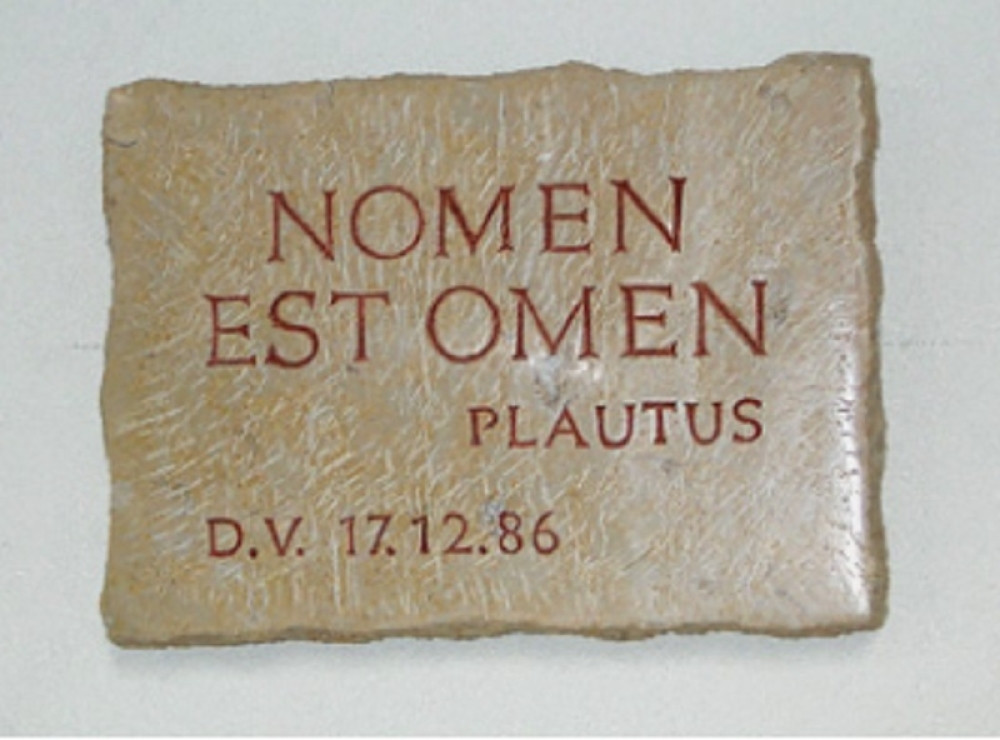 NOMEN
EST OMEN
PLAUTUS
D.V. 17.12.86